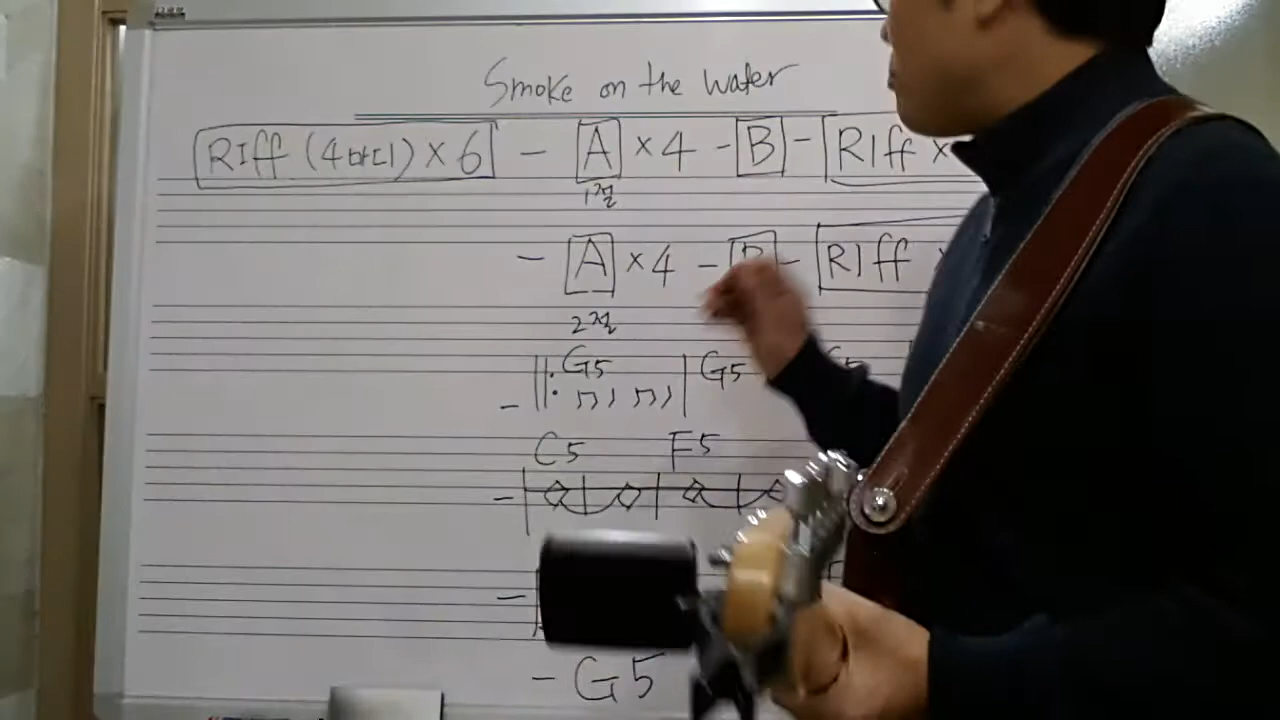 Smoke on the water
Riff (4마디) × 6 - A × 4 - B - Riff ×
1절
- A × 4 - B - Riff
2절
G5 G5
C5 F5
- G5